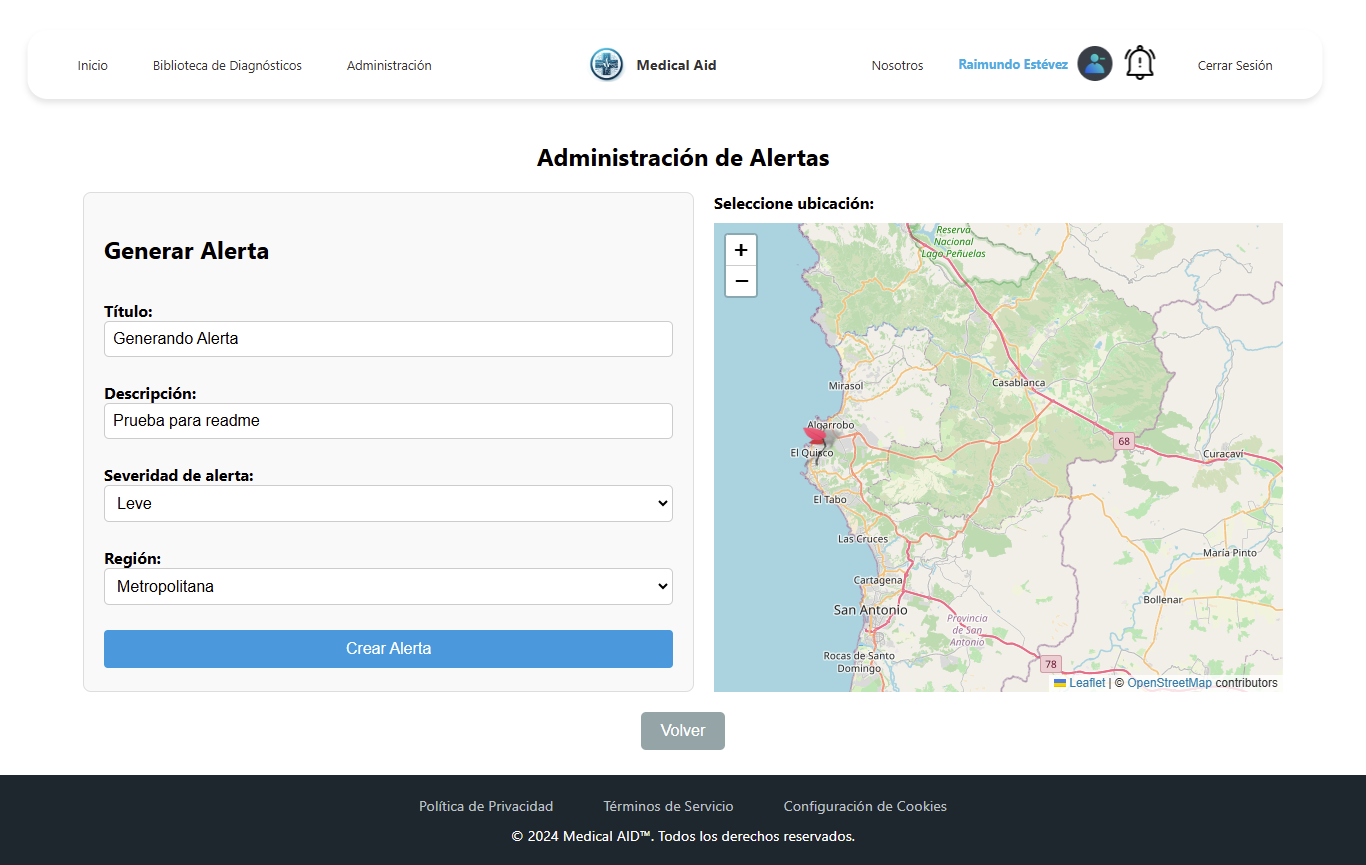 Inicio
Biblioteca de Diagnósticos
Administración
Medical Aid
Nosotros
Raimundo Estévez
Cerrar Sesión
Administración de Alertas
Generar Alerta
Título:
Generando Alerta
Descripción:
Prueba para readme
Severidad de alerta:
Leve
Región:
Metropolitana
Crear Alerta
Seleccione ubicación:
+
−
Reserva
Nacional
Lago Peñuelas
Mirasol
Casablanca
Algarrobo
68
El Quisco
Curacaví
El Tabo
Las Cruces
María Pinto
Cartagena
Bollenar
San Antonio
Provincia
de San
Antonio
Rocas de Santo
Domingo
78
Leaflet | © OpenStreetMap contributors
Volver
Política de Privacidad
Términos de Servicio
Configuración de Cookies
© 2024 Medical AID™. Todos los derechos reservados.